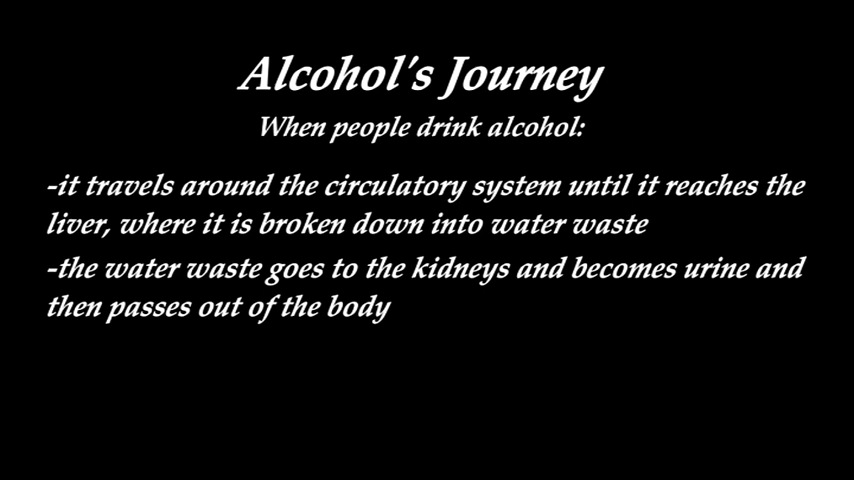 Alcohol's Journey
When people drink alcohol:
-it travels around the circulatory system until it reaches the
liver, where it is broken down into water waste
-the water waste goes to the kidneys and becomes urine and
then passes out of the body